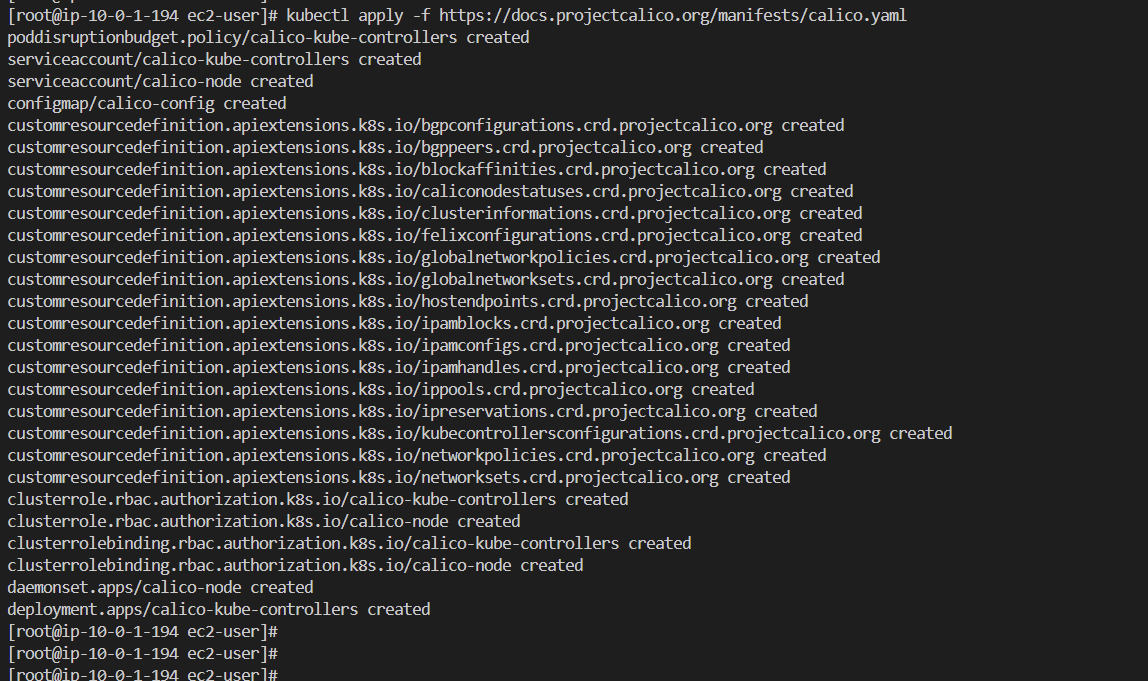 [root@ip-10-0-1-194 ec2-user]# kubectl apply -f https://docs.projectcalico.org/manifests/calico.yaml
poddisruptionbudget.policy/calico-kube-controllers created
serviceaccount/calico-kube-controllers created
serviceaccount/calico-node created
configmap/calico-config created
customresourcedefinition.apiextensions.k8s.io/bgpconfigurations.crd.projectcalico.org created
customresourcedefinition.apiextensions.k8s.io/bgppeers.crd.projectcalico.org created
customresourcedefinition.apiextensions.k8s.io/blockaffinities.crd.projectcalico.org created
customresourcedefinition.apiextensions.k8s.io/caliconodestatuses.crd.projectcalico.org created
customresourcedefinition.apiextensions.k8s.io/clusterinformations.crd.projectcalico.org created
customresourcedefinition.apiextensions.k8s.io/felixconfigurations.crd.projectcalico.org created
customresourcedefinition.apiextensions.k8s.io/globalnetworkpolicies.crd.projectcalico.org created
customresourcedefinition.apiextensions.k8s.io/globalnetworksets.crd.projectcalico.org created
customresourcedefinition.apiextensions.k8s.io/hostendpoints.crd.projectcalico.org created
customresourcedefinition.apiextensions.k8s.io/ipamblocks.crd.projectcalico.org created
customresourcedefinition.apiextensions.k8s.io/ipamconfigs.crd.projectcalico.org created
customresourcedefinition.apiextensions.k8s.io/ipamhandles.crd.projectcalico.org created
customresourcedefinition.apiextensions.k8s.io/ippools.crd.projectcalico.org created
customresourcedefinition.apiextensions.k8s.io/ipreservations.crd.projectcalico.org created
customresourcedefinition.apiextensions.k8s.io/kubecontrollersconfigurations.crd.projectcalico.org created
customresourcedefinition.apiextensions.k8s.io/networkpolicies.crd.projectcalico.org created
customresourcedefinition.apiextensions.k8s.io/networksets.crd.projectcalico.org created
clusterrole.rbac.authorization.k8s.io/calico-kube-controllers created
clusterrole.rbac.authorization.k8s.io/calico-node created
clusterrolebinding.rbac.authorization.k8s.io/calico-kube-controllers created
clusterrolebinding.rbac.authorization.k8s.io/calico-node created
daemonset.apps/calico-node created
deployment.apps/calico-kube-controllers created
[root@ip-10-0-1-194 ec2-user]#
[root@ip-10-0-1-194 ec2-user]#
[root@ip-10-0-1-194 ec2-user]#